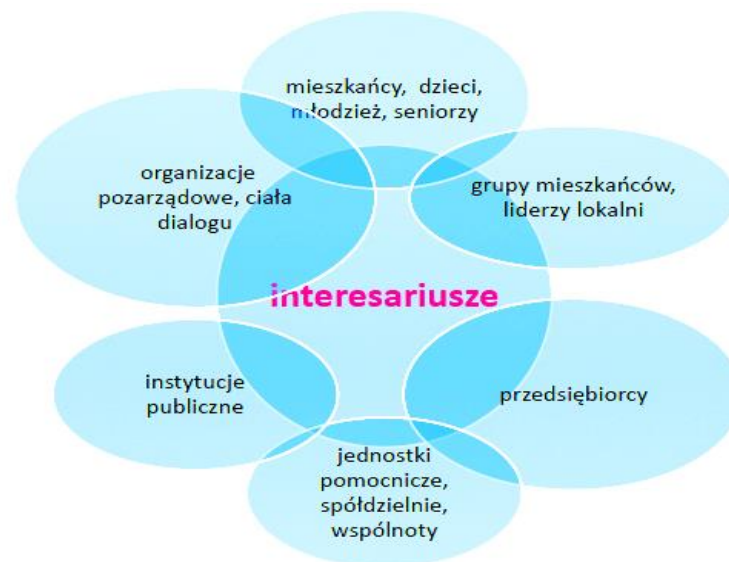 mieszkańcy, dzieci,
młodzież, seniorzy
organizacje
pozarządowe, ciała
dialogu
grupy mieszkańców,
liderzy lokalni
interesariusze
instytucje
publiczne
przedsiębiorcy
jednostki
pomocnicze,
spółdzielnie,
wspólnoty